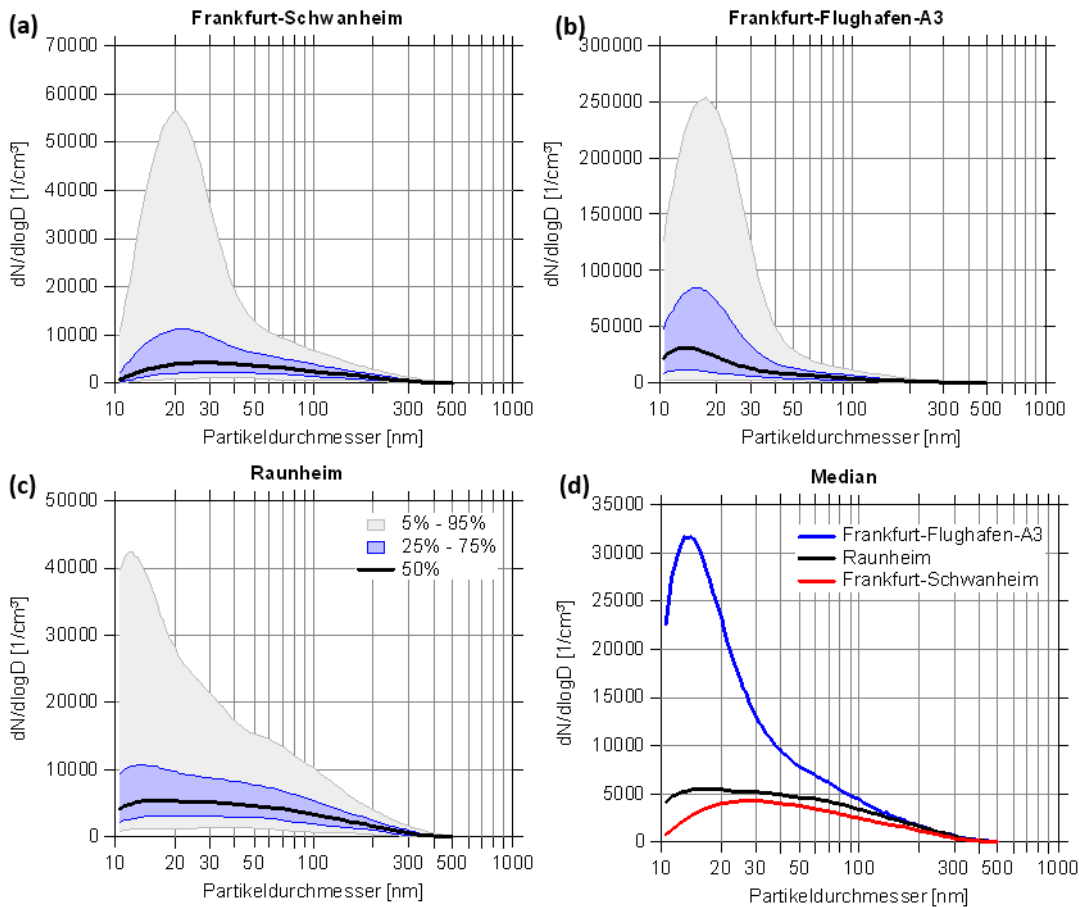 (a)
Frankfurt-Schwanheim
70000
60000
50000
40000
30000
20000
10000
0
dN/dlogD [1/cm³]
10 20 30 50 100 300 500 1000
Partikeldurchmesser [nm]
(b)
Frankfurt-Flughafen-A3
300000
250000
200000
150000
100000
50000
0
dN/dlogD [1/cm³]
10 20 30 50 100 300 500 1000
Partikeldurchmesser [nm]
(c)
Raunheim
50000
40000
30000
20000
10000
0
dN/dlogD [1/cm³]
5% - 95%
25% - 75%
50%
10 20 30 50 100 300 500 1000
Partikeldurchmesser [nm]
(d)
Median
35000
30000
25000
20000
15000
10000
5000
0
dN/dlogD [1/cm³]
Frankfurt-Flughafen-A3
Raunheim
Frankfurt-Schwanheim
10 20 30 50 100 300 500 1000
Partikeldurchmesser [nm]